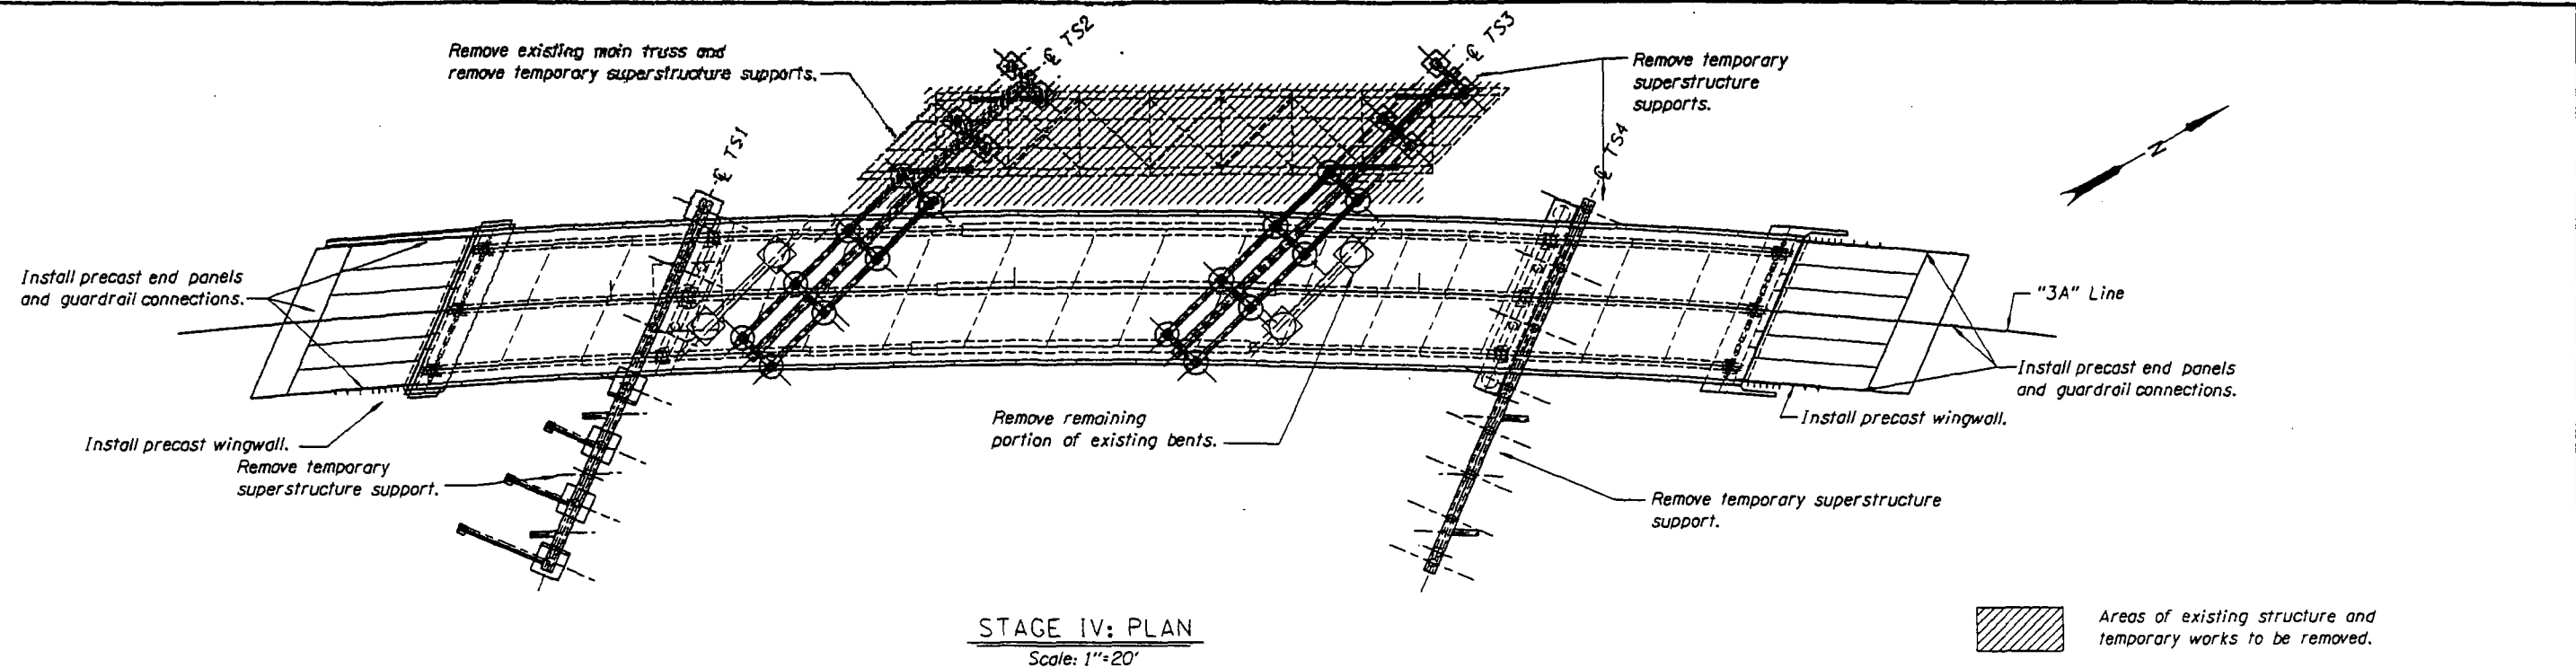 Remove existing main truss and
remove temporary superstructure supports.
℄ TS2
℄ TS3
Remove temporary
superstructure
supports.
℄ TS1
℄ TS4
N
Install precast end panels
and guardrail connections.
"3A" Line
Install precast end panels
and guardrail connections.
Install precast wingwall.
Remove remaining
portion of existing bents.
Install precast wingwall.
Remove temporary
superstructure support.
Remove temporary superstructure
support.
STAGE IV: PLAN
Scale: 1"=20'
Areas of existing structure and
temporary works to be removed.